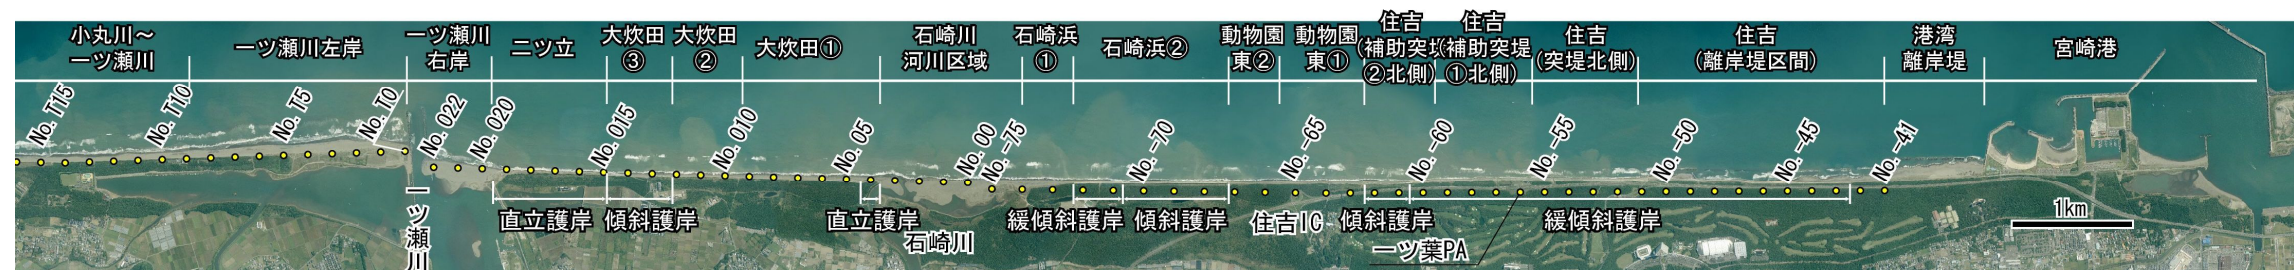 小丸川～
一ツ瀬川
一ツ瀬川左岸
一ツ瀬川
右岸
二ツ立
大炊田
③
大炊田
②
大炊田①
石崎川
河川区域
石崎浜
①
石崎浜②
動物園
東②
動物園
東①
住吉
(補助突堤
②北側)
住吉
(補助突堤
①北側)
住吉
(突堤北側)
住吉
(離岸堤区間)
港湾
離岸堤
宮崎港
No.T15
No.T10
No.T5
No.T0
No.022
No.020
No.015
No.010
No.05
No.00
No.-75
No.-70
No.-65
No.-60
No.-55
No.-50
No.-45
No.-41
直立護岸
傾斜護岸
直立護岸
緩傾斜護岸
傾斜護岸
住吉IC
傾斜護岸
緩傾斜護岸
1km
一ツ瀬川
石崎川
一ツ葉PA